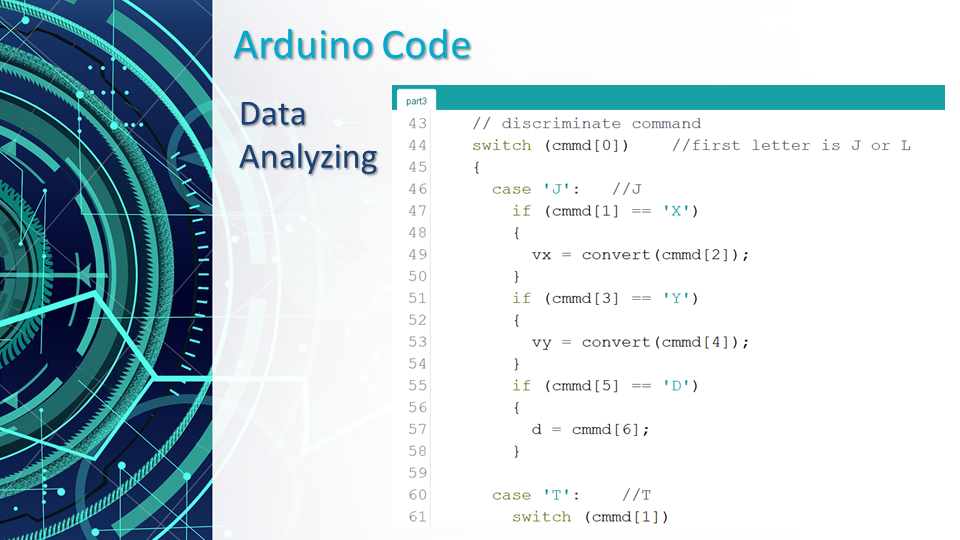 Arduino Code
Data
Analyzing
part3
43 // discriminate command
44 switch (cmmd[0]) //first letter is J or L
45 {
46 case 'J': //J
47 if (cmmd[1] == 'X')
48 {
49 vx = convert(cmmd[2]);
50 }
51 if (cmmd[3] == 'Y')
52 {
53 vy = convert(cmmd[4]);
54 }
55 if (cmmd[5] == 'D')
56 {
57 d = cmmd[6];
58 }
59
60 case 'T': //T
61 switch (cmmd[1])